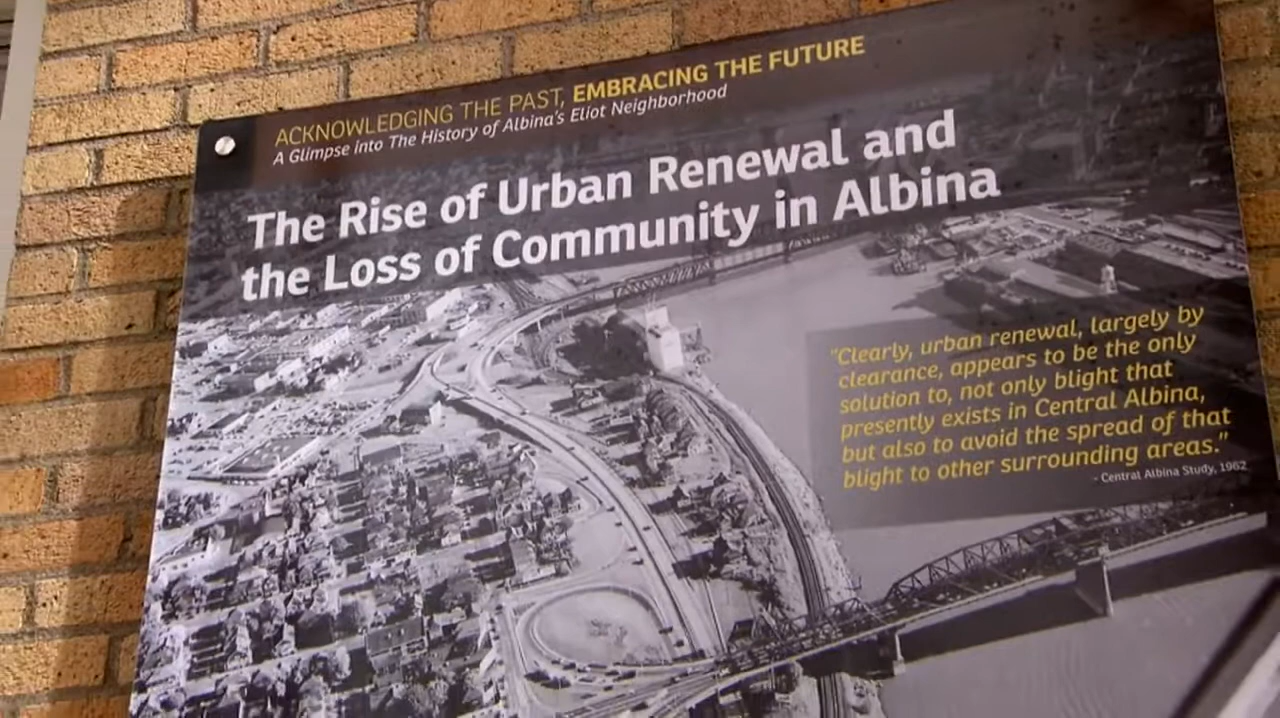 ACKNOWLEDGING THE PAST, EMBRACING THE FUTURE
A Glimpse into The History of Albina's Eliot Neighborhood
The Rise of Urban Renewal and
the Loss of Community in Albina
"Clearly, urban renewal, largely by
clearance, appears to be the only
solution to, not only blight that
presently exists in Central Albina,
but also to avoid the spread of that
blight to other surrounding areas."
- Central Albina Study, 1962